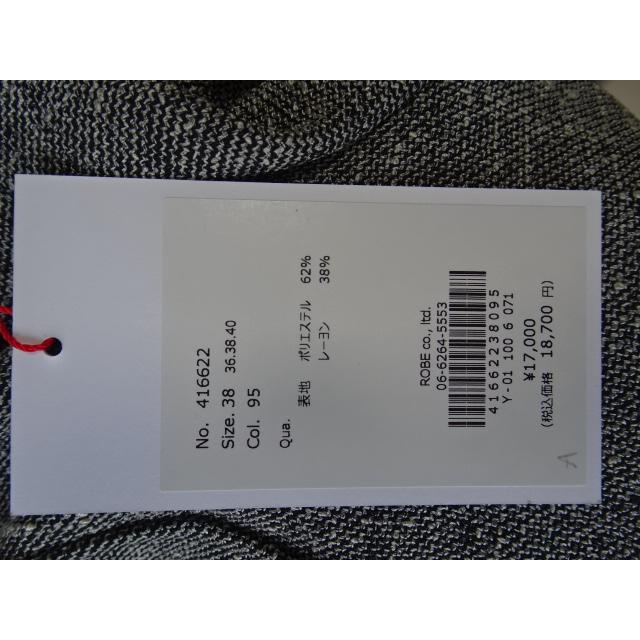 No. 416622
Size. 38 36.38.40
Col. 95
Qua.
表地 ポリエステル 62%
レーヨン 38%
ROBE co., ltd.
06-6264-5553
41662238095
Y-01 100 6 071
¥17,000
(税込価格 18,700 円)
A